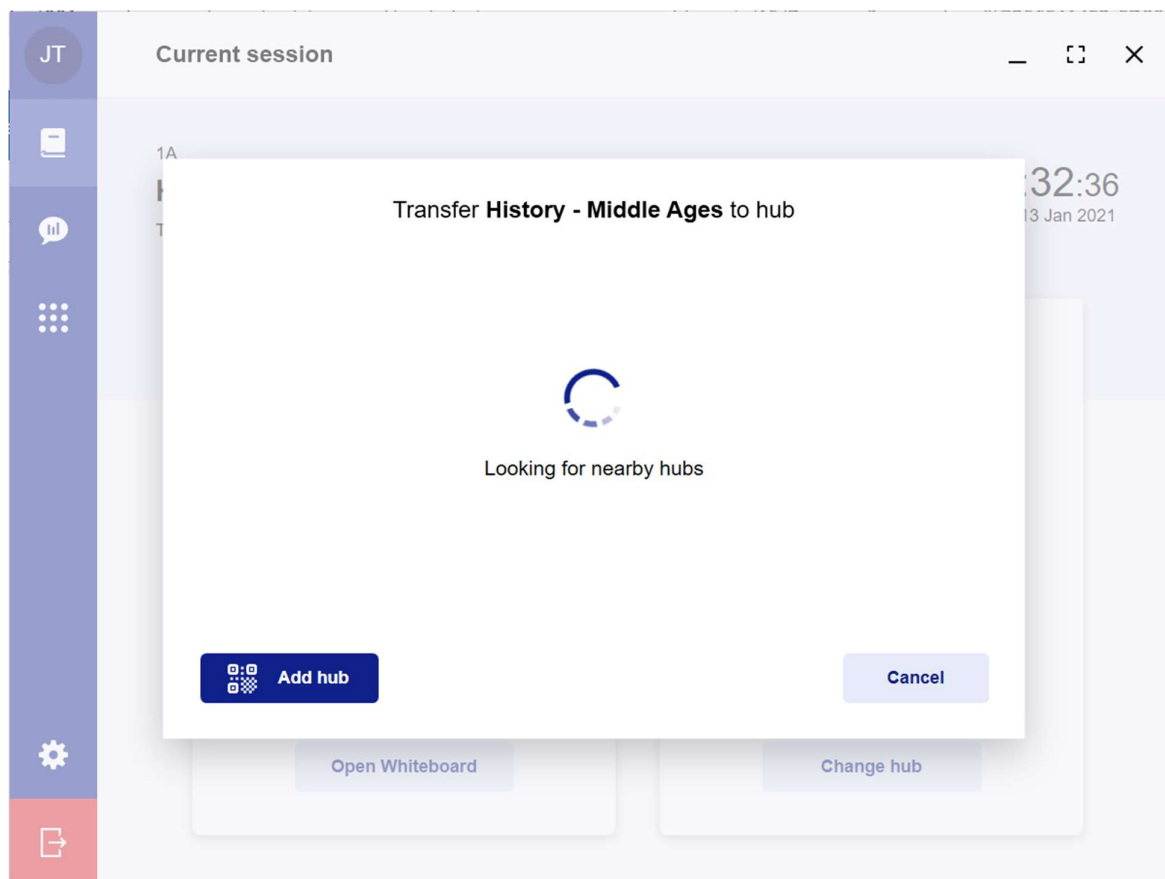 JT
Current session
1A
:32:36
13 Jan 2021
Transfer History - Middle Ages to hub
Looking for nearby hubs
Add hub
Cancel
Open Whiteboard
Change hub